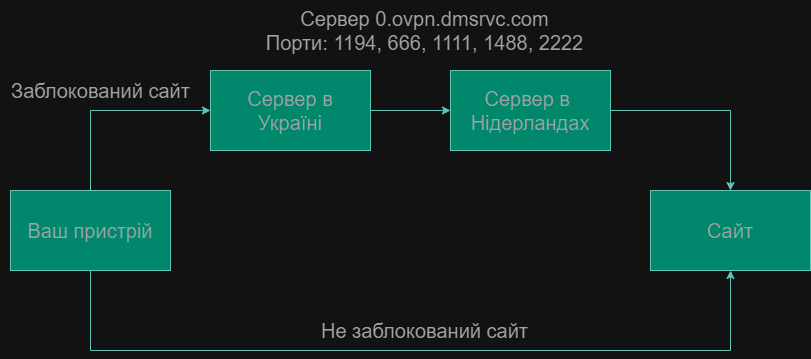 Сервер 0.ovpn.dmsrvc.com
Порти: 1194, 666, 1111, 1488, 2222
Заблокований сайт
Сервер в
Україні
Сервер в
Нідерландах
Ваш пристрій
Сайт
Не заблокований сайт